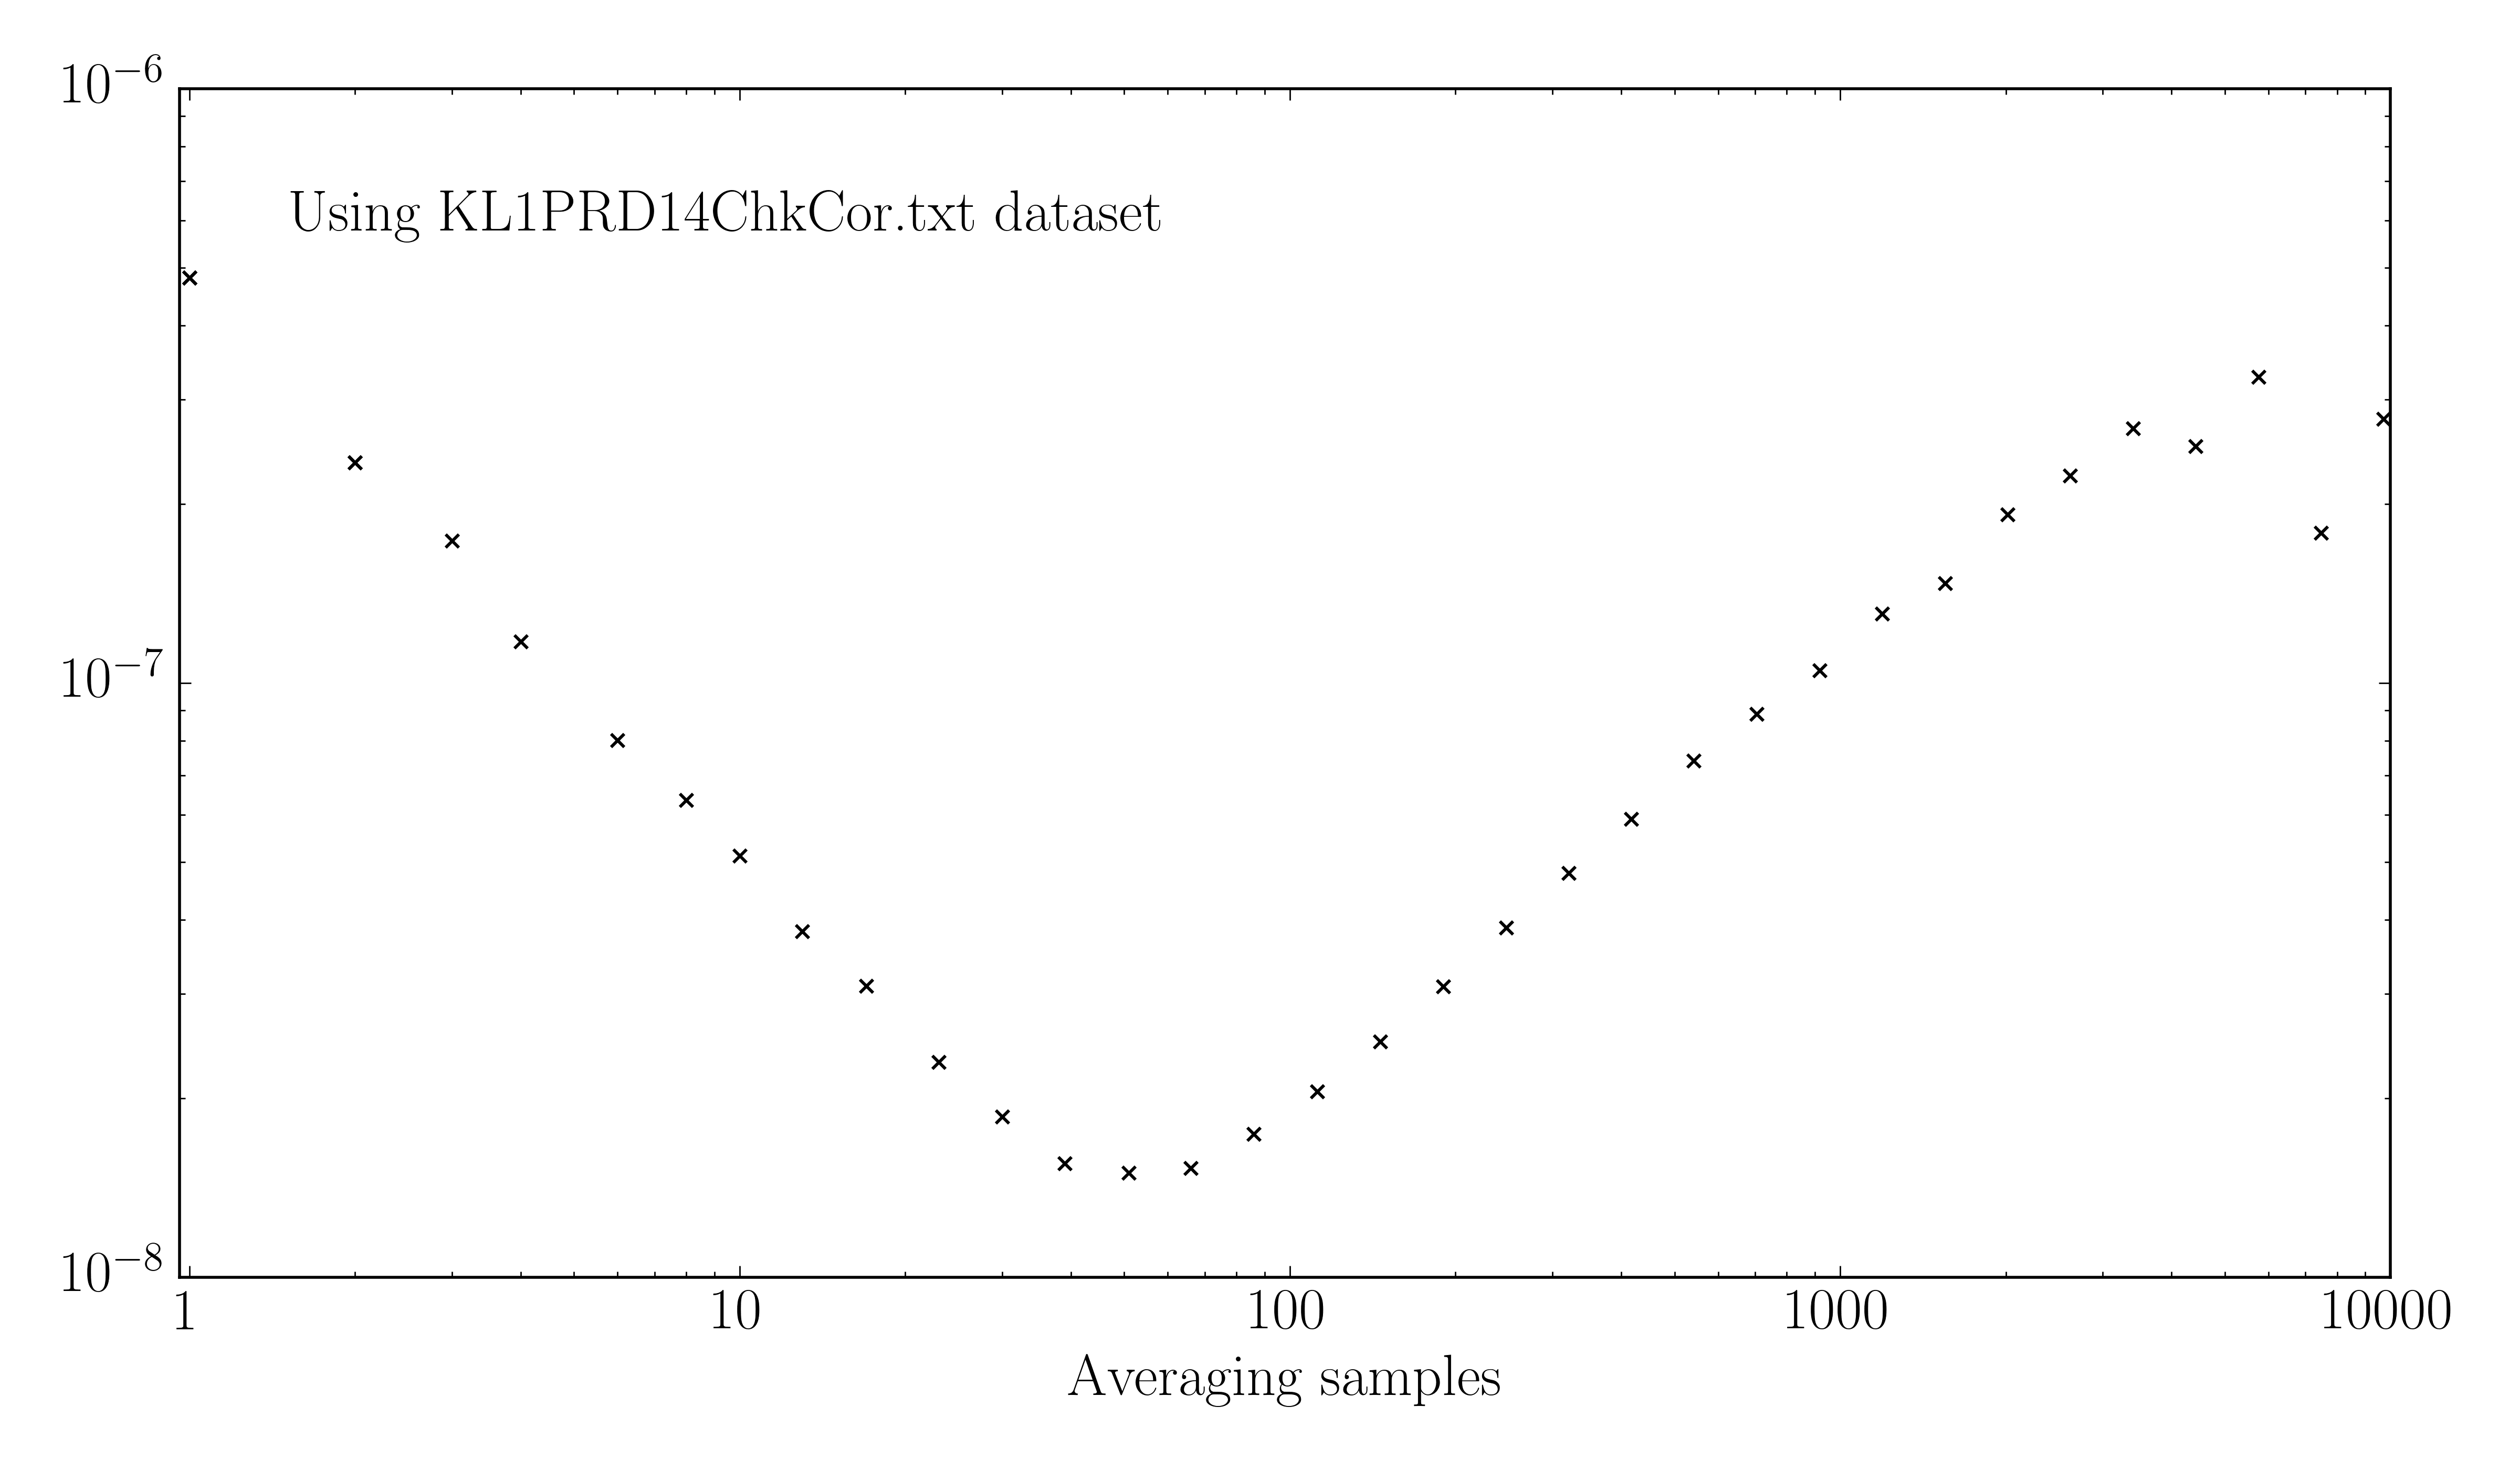 10−6
Using KL1PRD14ChkCor.txt dataset
10−7
10−8
1 10 100 1000 10000
Averaging samples